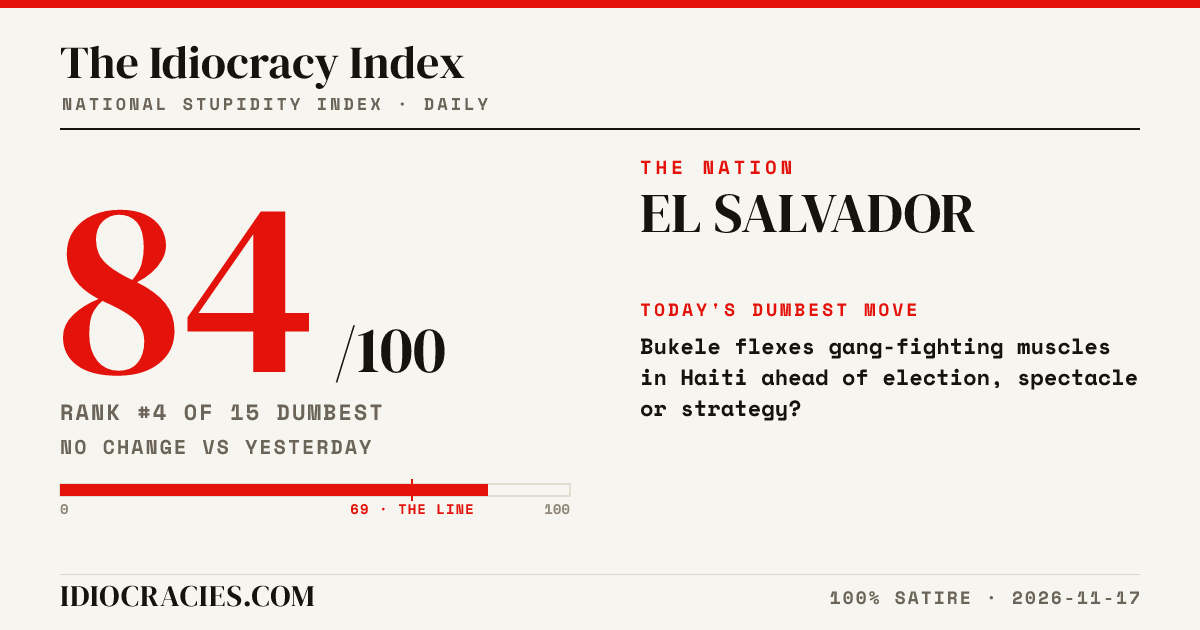 The Idiocracy Index
NATIONAL STUPIDITY INDEX · DAILY
84 /100
RANK #4 OF 15 DUMBEST
NO CHANGE VS YESTERDAY
0
69 · THE LINE
100
THE NATION
EL SALVADOR
TODAY'S DUMBEST MOVE
Bukele flexes gang-fighting muscles
in Haiti ahead of election, spectacle
or strategy?
IDIOCRACIES.COM
100% SATIRE · 2026-11-17